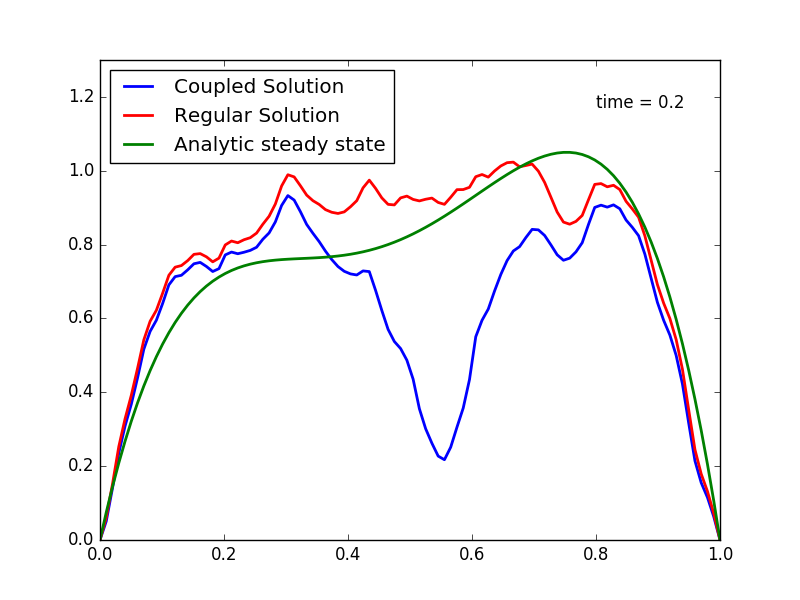 Coupled Solution
Regular Solution
Analytic steady state
time = 0.2
1.2
1.0
0.8
0.6
0.4
0.2
0.0
0.0 0.2 0.4 0.6 0.8 1.0